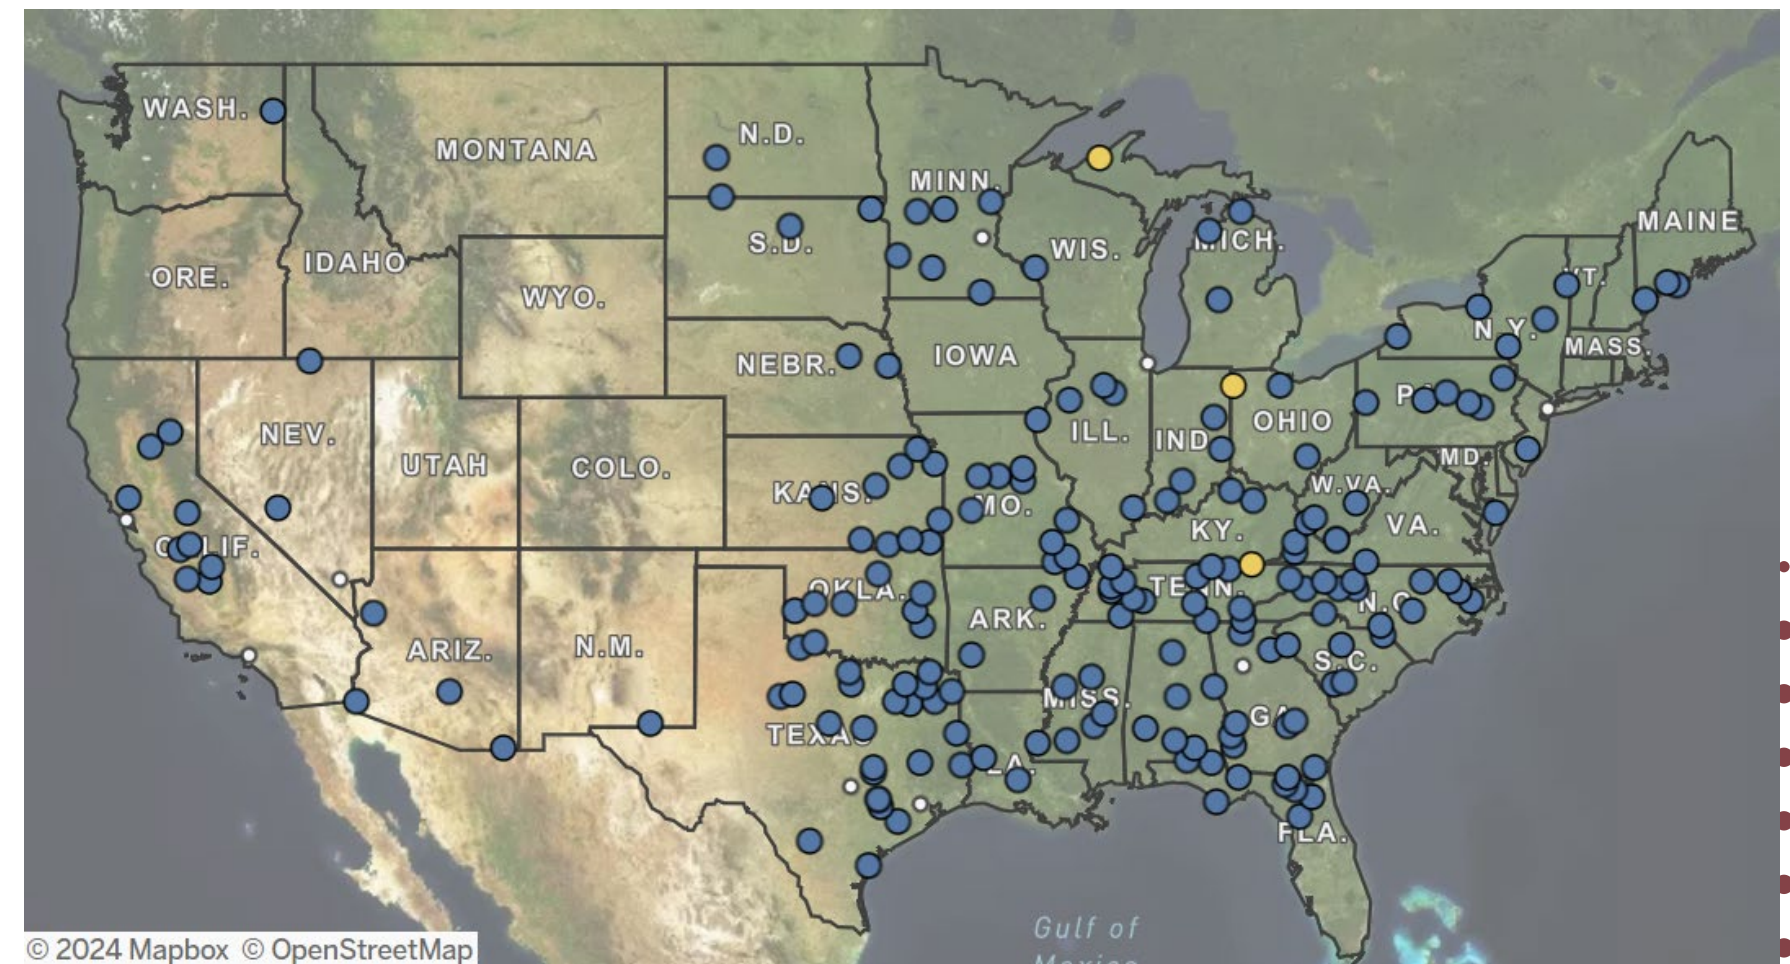 WASH.
MONTANA
N.D.
MINN.
MAINE
ORE.
IDAHO
WYO.
S.D.
WIS.
MICH.
VT.
N.Y.
MASS.
NEBR.
IOWA
NEV.
UTAH
COLO.
ILL.
IND
OHIO
MD.
KANS.
MO.
W.VA.
KY.
VA.
CALIF.
OKLA.
ARK.
TENN.
N.C
ARIZ.
N.M.
S.C.
MISS.
GA
TEXAS
LA.
FLA.
Gulf of
Mexico
© 2024 Mapbox © OpenStreetMap